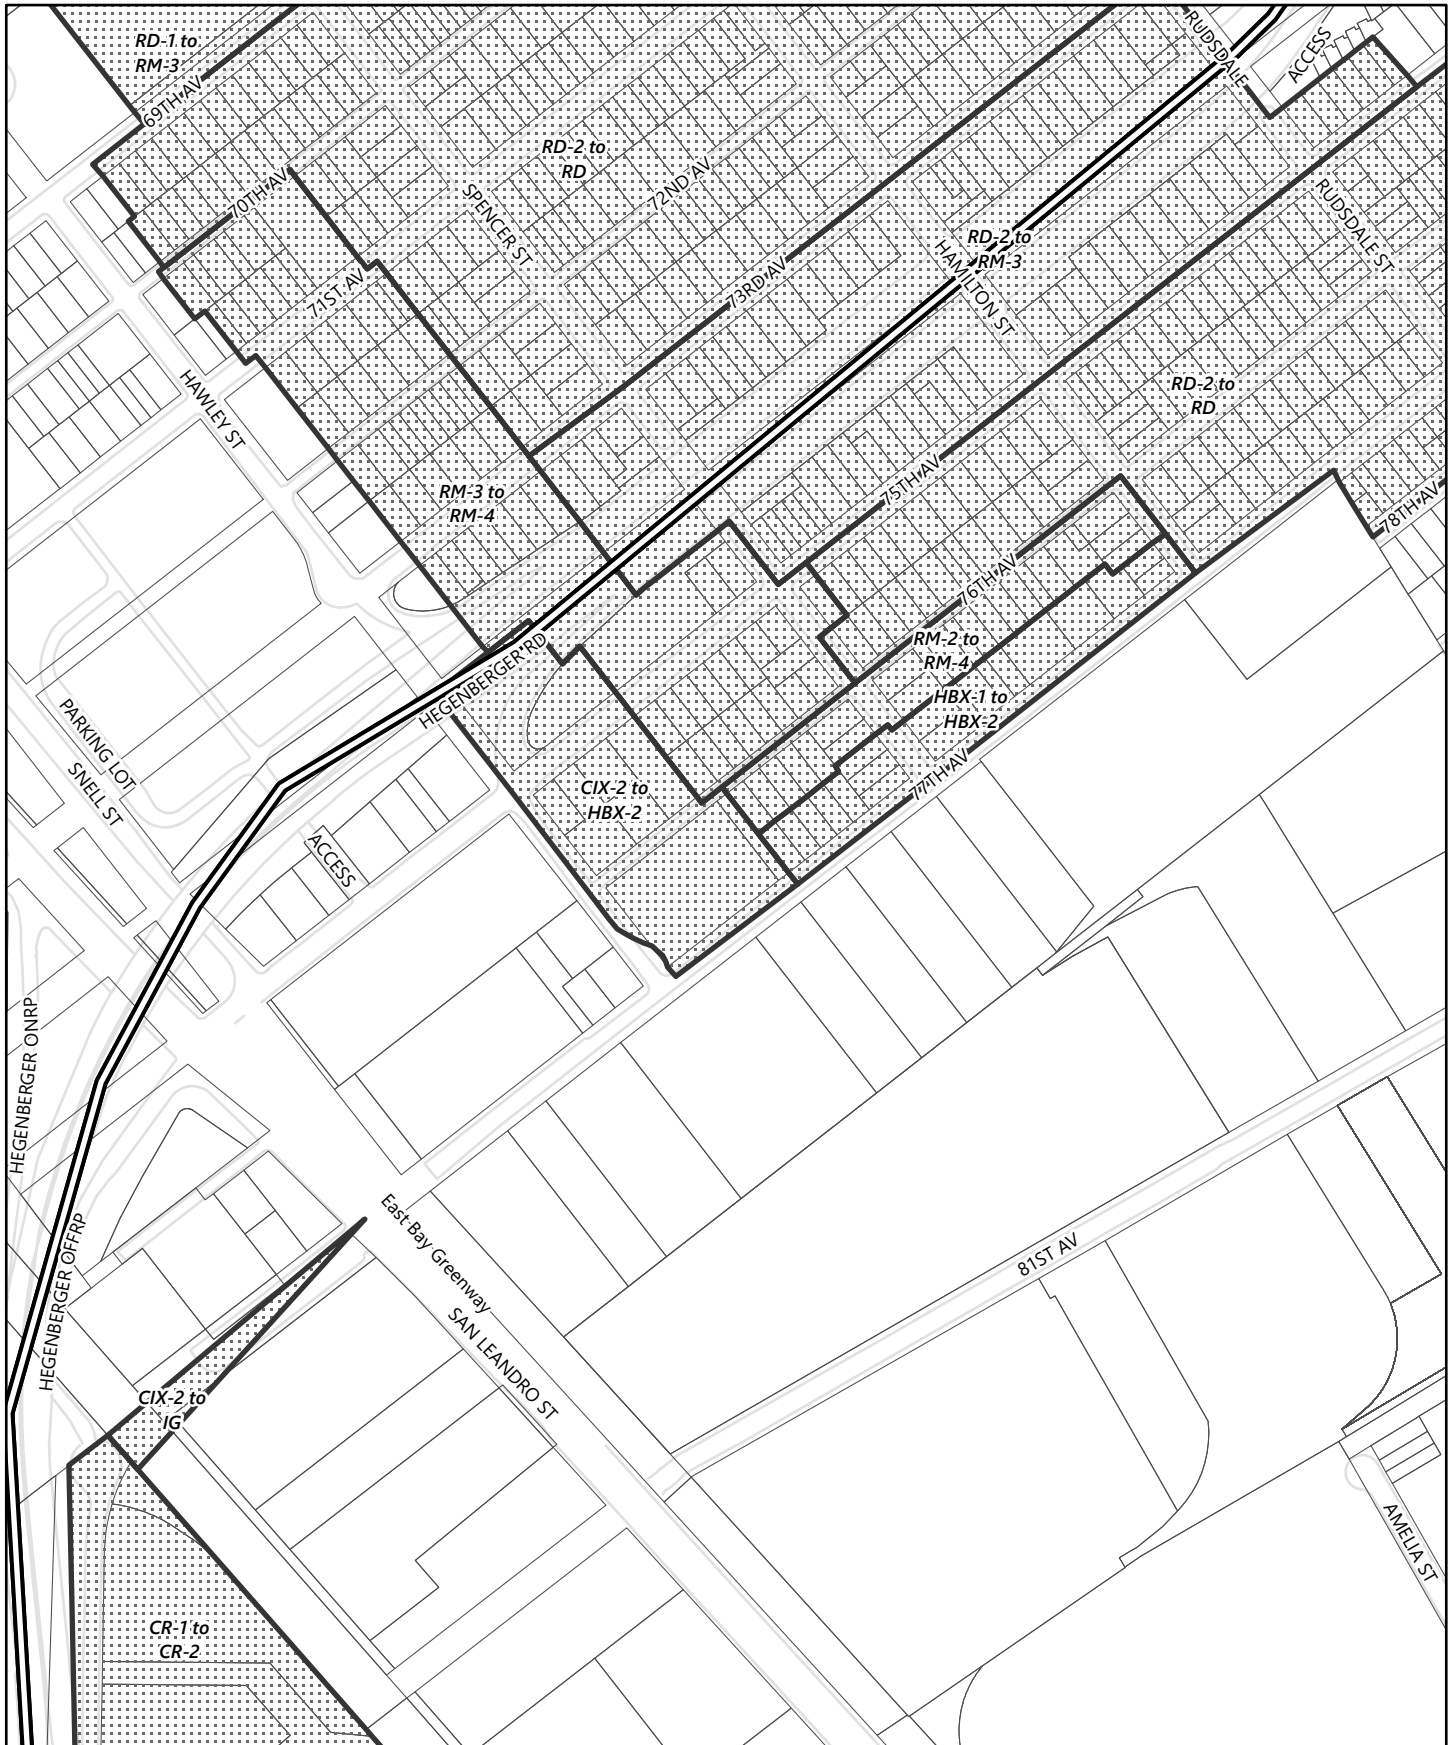 RD-1 to
RM-3
69TH AV
RUDSDALE
ACCESS
RD-2 to
RD
72ND AV
70TH AV
SPENCER ST
RUDSDALE ST
RD-2 to
RM-3
HAMILTON ST
73RD AV
71ST AV
HAWLEY ST
RD-2 to
RD
75TH AV
78TH AV
RM-3 to
RM-4
76TH AV
RM-2 to
RM-4
HEGENBERGER RD
HBX-1 to
HBX-2
PARKING LOT
SNELL ST
77TH AV
CIX-2 to
HBX-2
ACCESS
HEGENBERGER ONRP
HEGENBERGER OFFRP
East Bay Greenway
81ST AV
SAN LEANDRO ST
CIX-2 to
IG
AMELIA ST
CR-1 to
CR-2